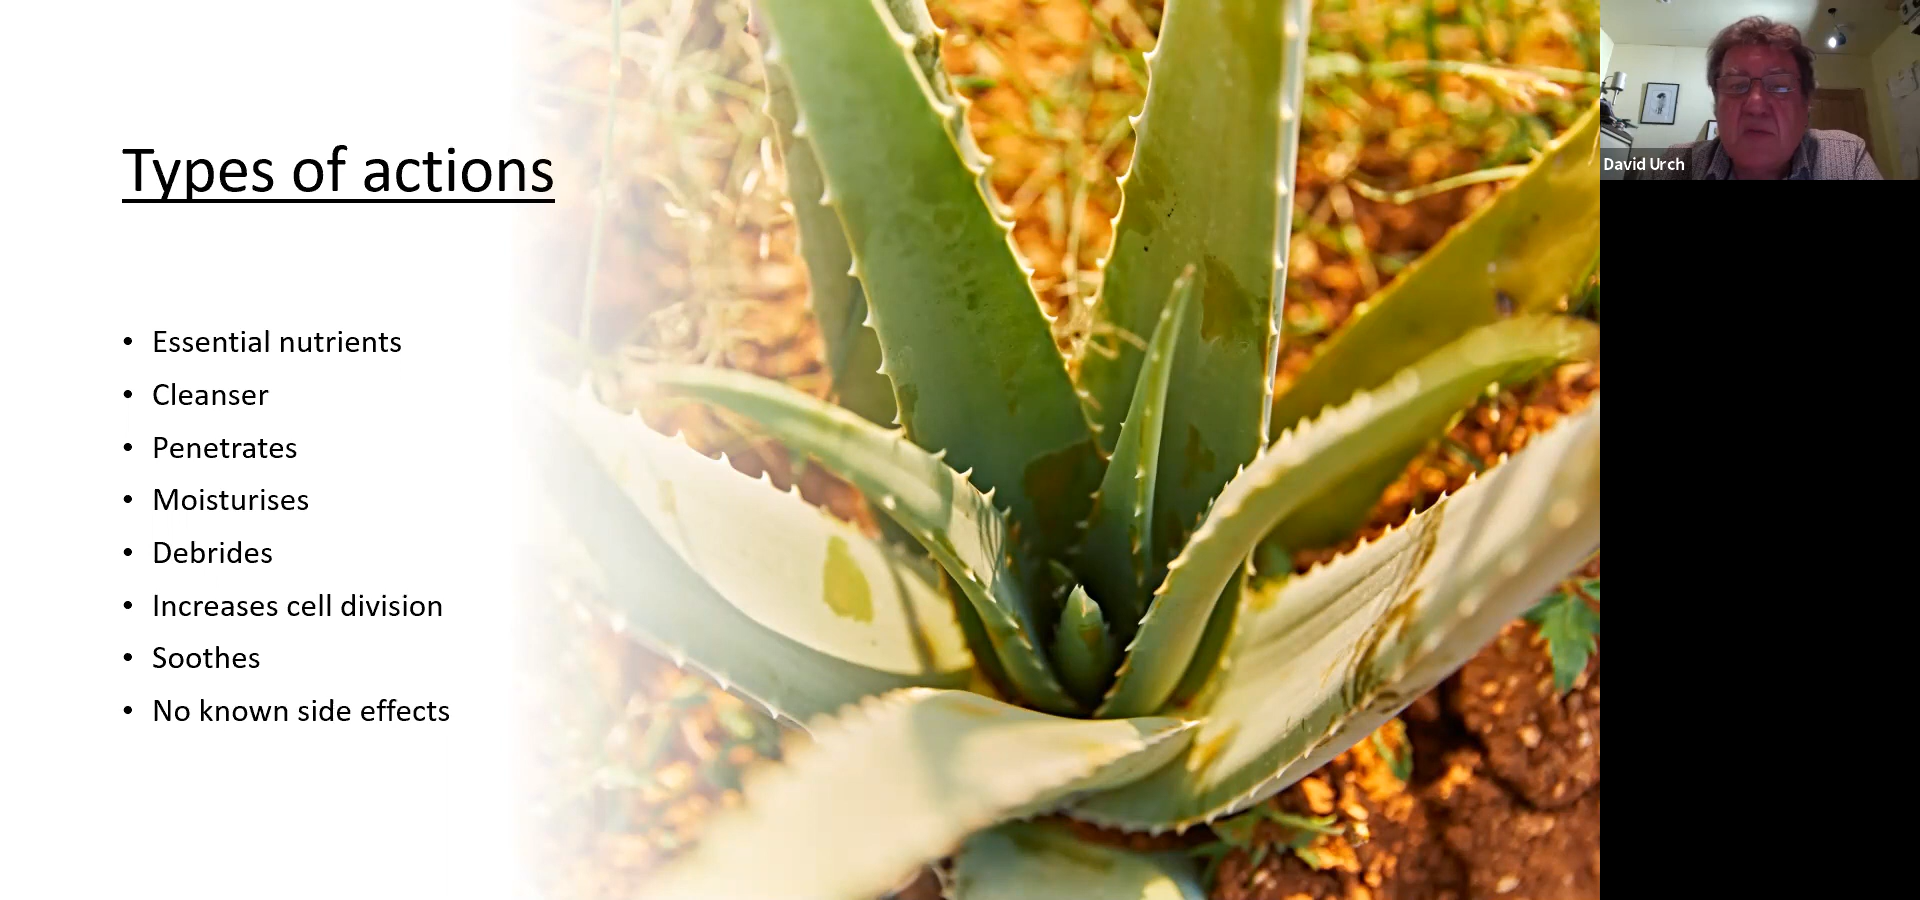 Types of actions
• Essential nutrients
• Cleanser
• Penetrates
• Moisturises
• Debrides
• Increases cell division
• Soothes
• No known side effects
David Urch